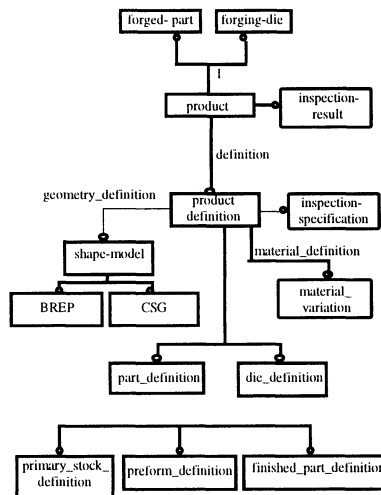 forged- part
forging-die
1
product
inspection-
result
definition
geometry_definition
product
definition
inspection-
specification
shape-model
material_definition
BREP
CSG
material_
variation
part_definition
die_definition
primary_stock_
definition
preform_definition
finished_part_definition